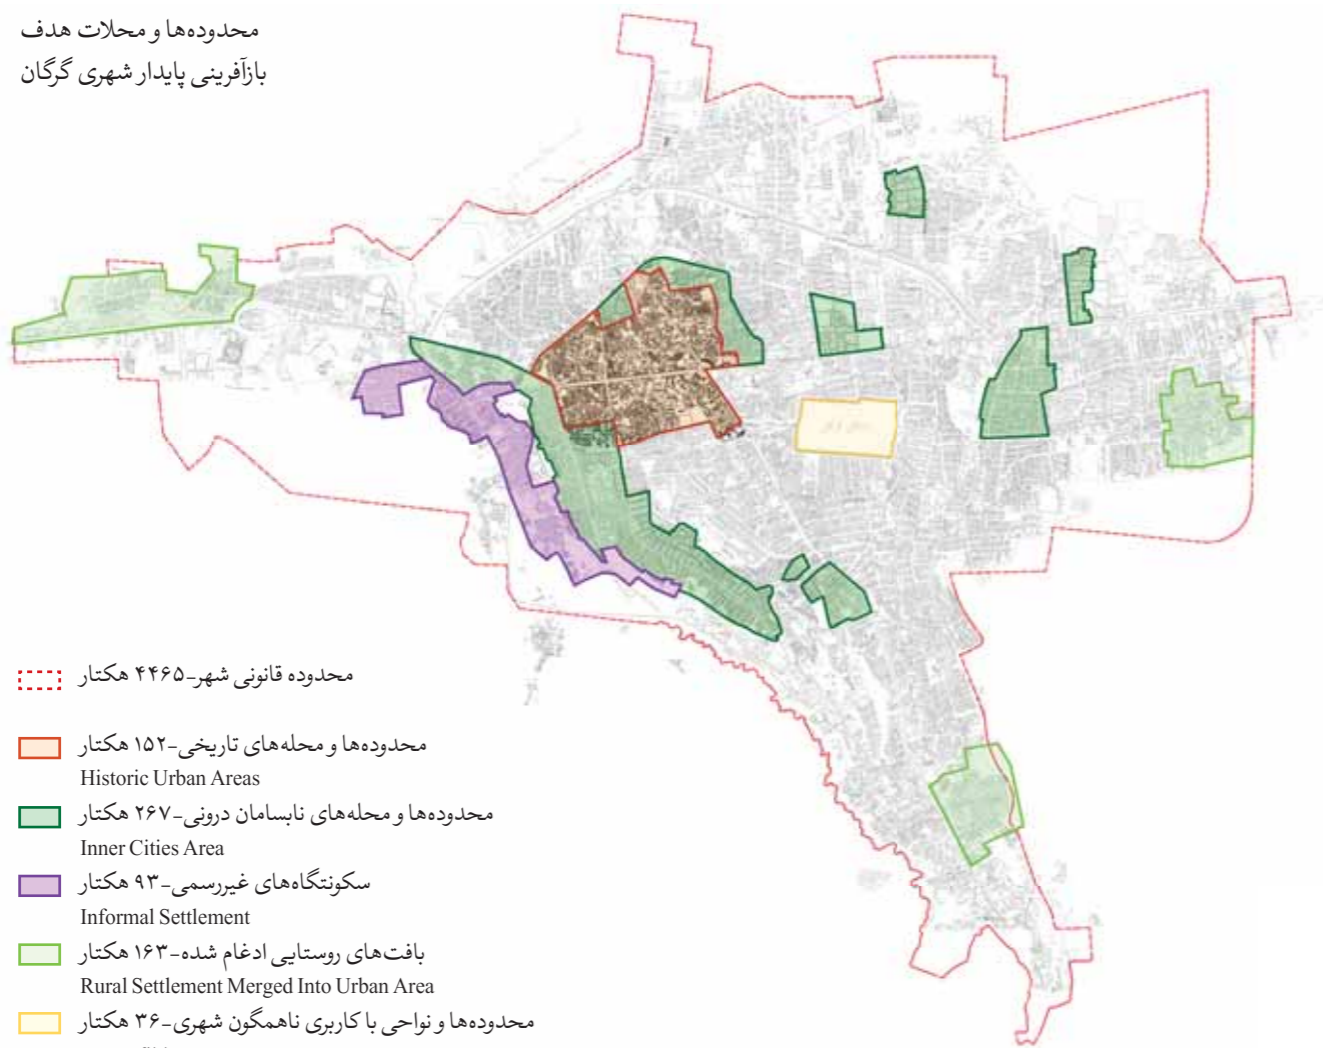 محدوده‌ها و محلات هدف
بازآفرینی پایدار شهری گرگان
محدوده قانونی شهر-۴۴۶۵ هکتار
محدوده‌ها و محله‌های تاریخی-۱۵۲ هکتار
Historic Urban Areas
محدوده‌ها و محله‌های نابسامان درونی-۲۶۷ هکتار
Inner Cities Area
سکونتگاه‌های غیررسمی-۹۳ هکتار
Informal Settlement
بافت‌های روستایی ادغام شده-۱۶۳ هکتار
Rural Settlement Merged Into Urban Area
محدوده‌ها و نواحی با کاربری ناهمگون شهری-۳۶ هکتار